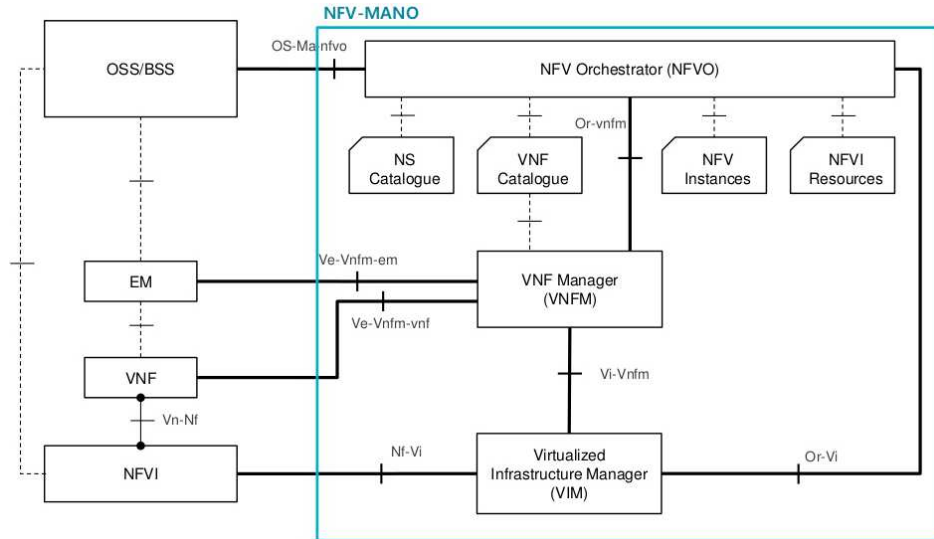 NFV-MANO
OS-Ma-nfvo
OSS/BSS
NFV Orchestrator (NFVO)
Or-vnfm
NS
Catalogue
VNF
Catalogue
NFV
Instances
NFVI
Resources
Ve-Vnfm-em
EM
VNF Manager
(VNFM)
Ve-Vnfm-vnf
VNF
Vi-Vnfm
Vn-Nf
Nf-Vi
Virtualized
Infrastructure Manager
(VIM)
Or-Vi
NFVI